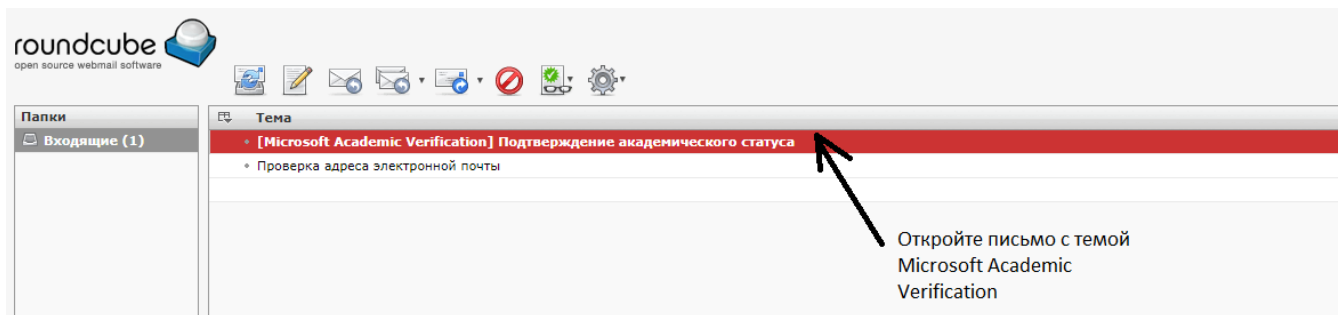 roundcube
open source webmail software
Папки
Входящие (1)
Тема
[Microsoft Academic Verification] Подтверждение академического статуса
Проверка адреса электронной почты
Откройте письмо с темой
Microsoft Academic
Verification